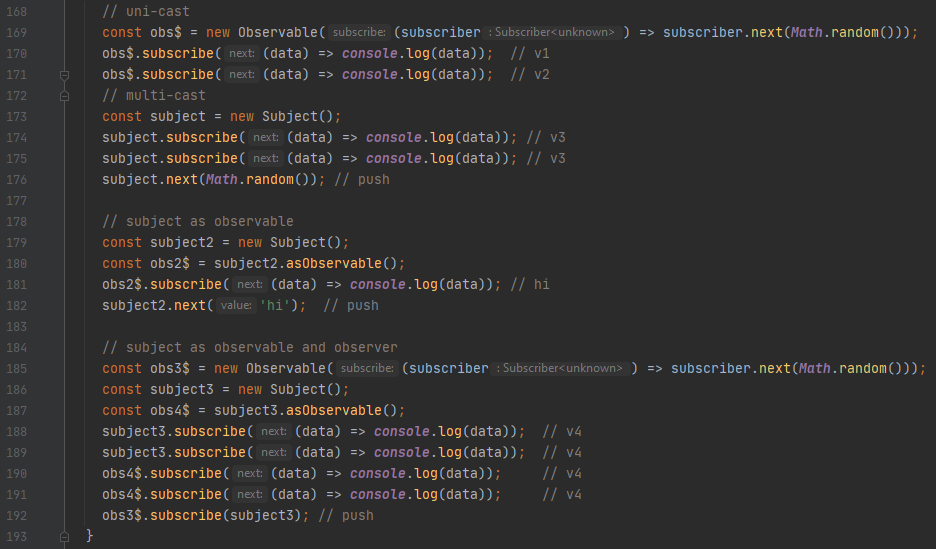 168 // uni-cast
169 const obs$ = new Observable( subscribe: (subscriber : Subscriber<unknown> ) => subscriber.next(Math.random()));
170 obs$.subscribe( next: (data) => console.log(data)); // v1
171 obs$.subscribe( next: (data) => console.log(data)); // v2
172 // multi-cast
173 const subject = new Subject();
174 subject.subscribe( next: (data) => console.log(data)); // v3
175 subject.subscribe( next: (data) => console.log(data)); // v3
176 subject.next(Math.random()); // push
177
178 // subject as observable
179 const subject2 = new Subject();
180 const obs2$ = subject2.asObservable();
181 obs2$.subscribe( next: (data) => console.log(data)); // hi
182 subject2.next( value: 'hi'); // push
183
184 // subject as observable and observer
185 const obs3$ = new Observable( subscribe: (subscriber : Subscriber<unknown> ) => subscriber.next(Math.random()));
186 const subject3 = new Subject();
187 const obs4$ = subject3.asObservable();
188 subject3.subscribe( next: (data) => console.log(data)); // v4
189 subject3.subscribe( next: (data) => console.log(data)); // v4
190 obs4$.subscribe( next: (data) => console.log(data)); // v4
191 obs4$.subscribe( next: (data) => console.log(data)); // v4
192 obs3$.subscribe(subject3); // push
193 }